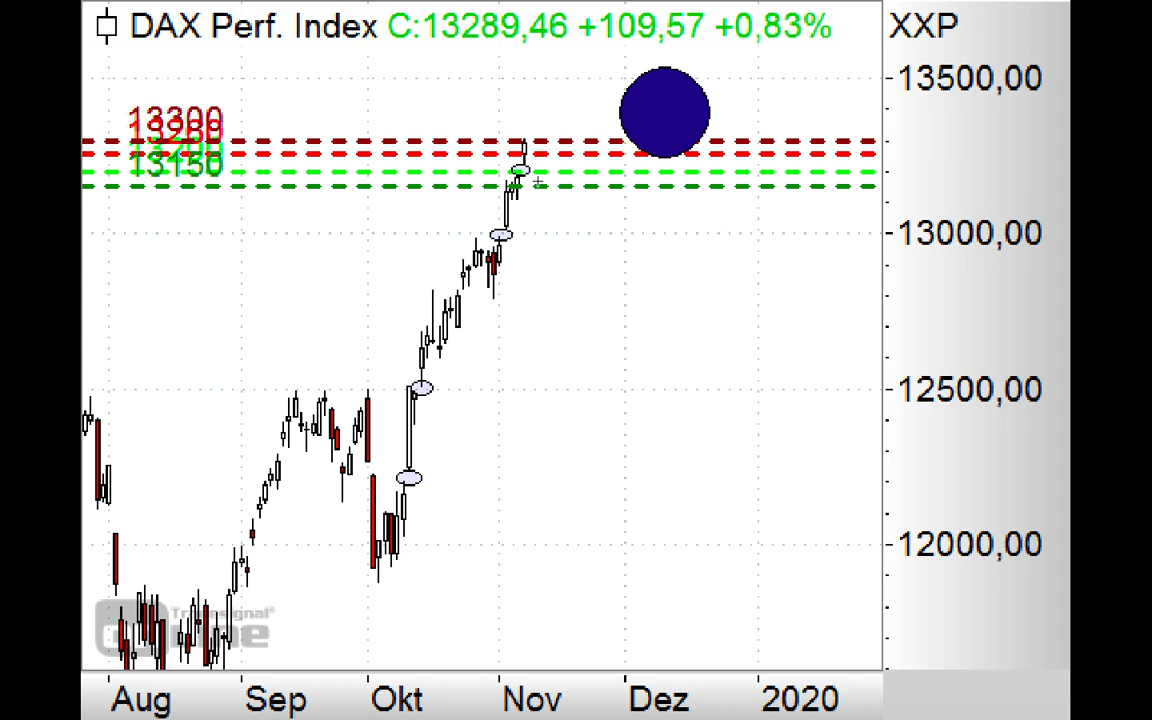 DAX Perf. Index C:13289,46 +109,57 +0,83% XXP
13500,00
13300
13150
13000,00
12500,00
12000,00
Tradesignal®
Aug Sep Okt Nov Dez 2020